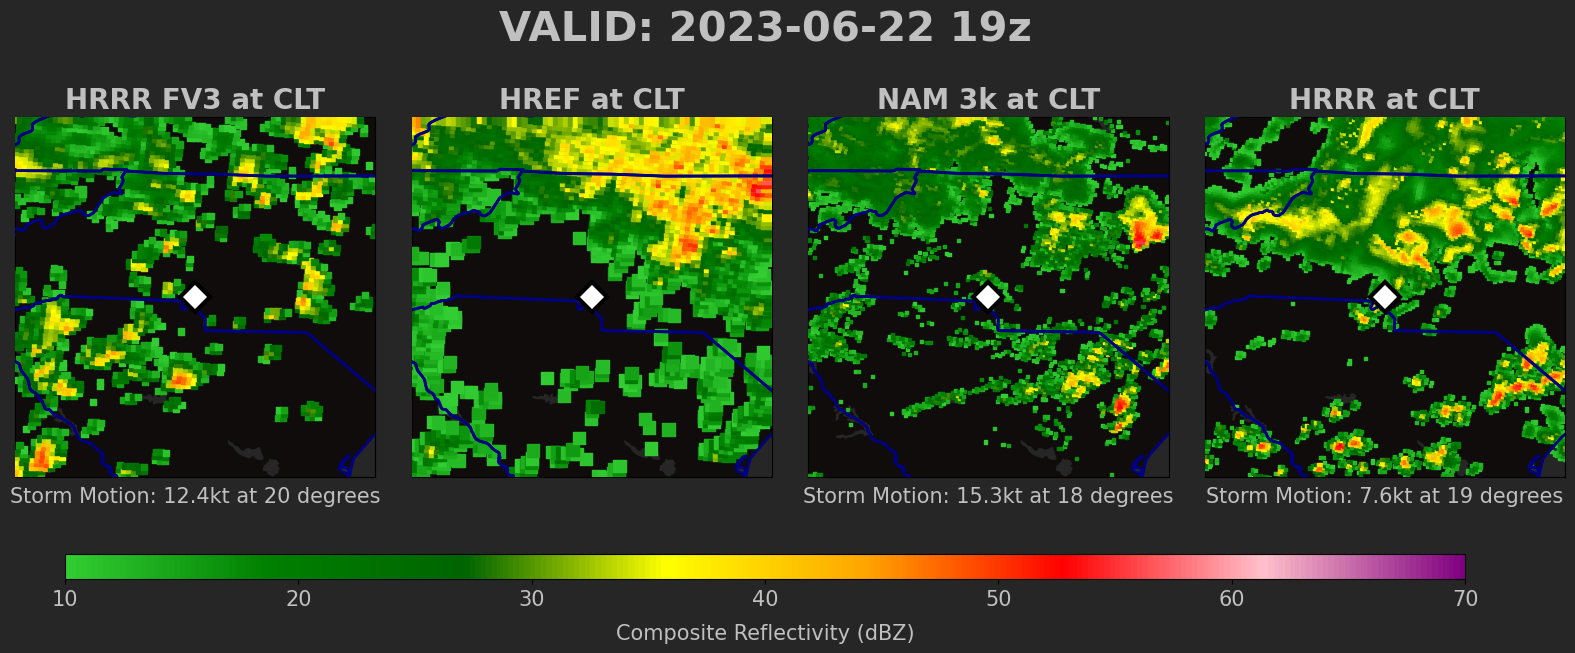 VALID: 2023-06-22 19z
HRRR FV3 at CLT
HREF at CLT
NAM 3k at CLT
HRRR at CLT
Storm Motion: 12.4kt at 20 degrees
Storm Motion: 15.3kt at 18 degrees
Storm Motion: 7.6kt at 19 degrees
10 20 30 40 50 60 70
Composite Reflectivity (dBZ)